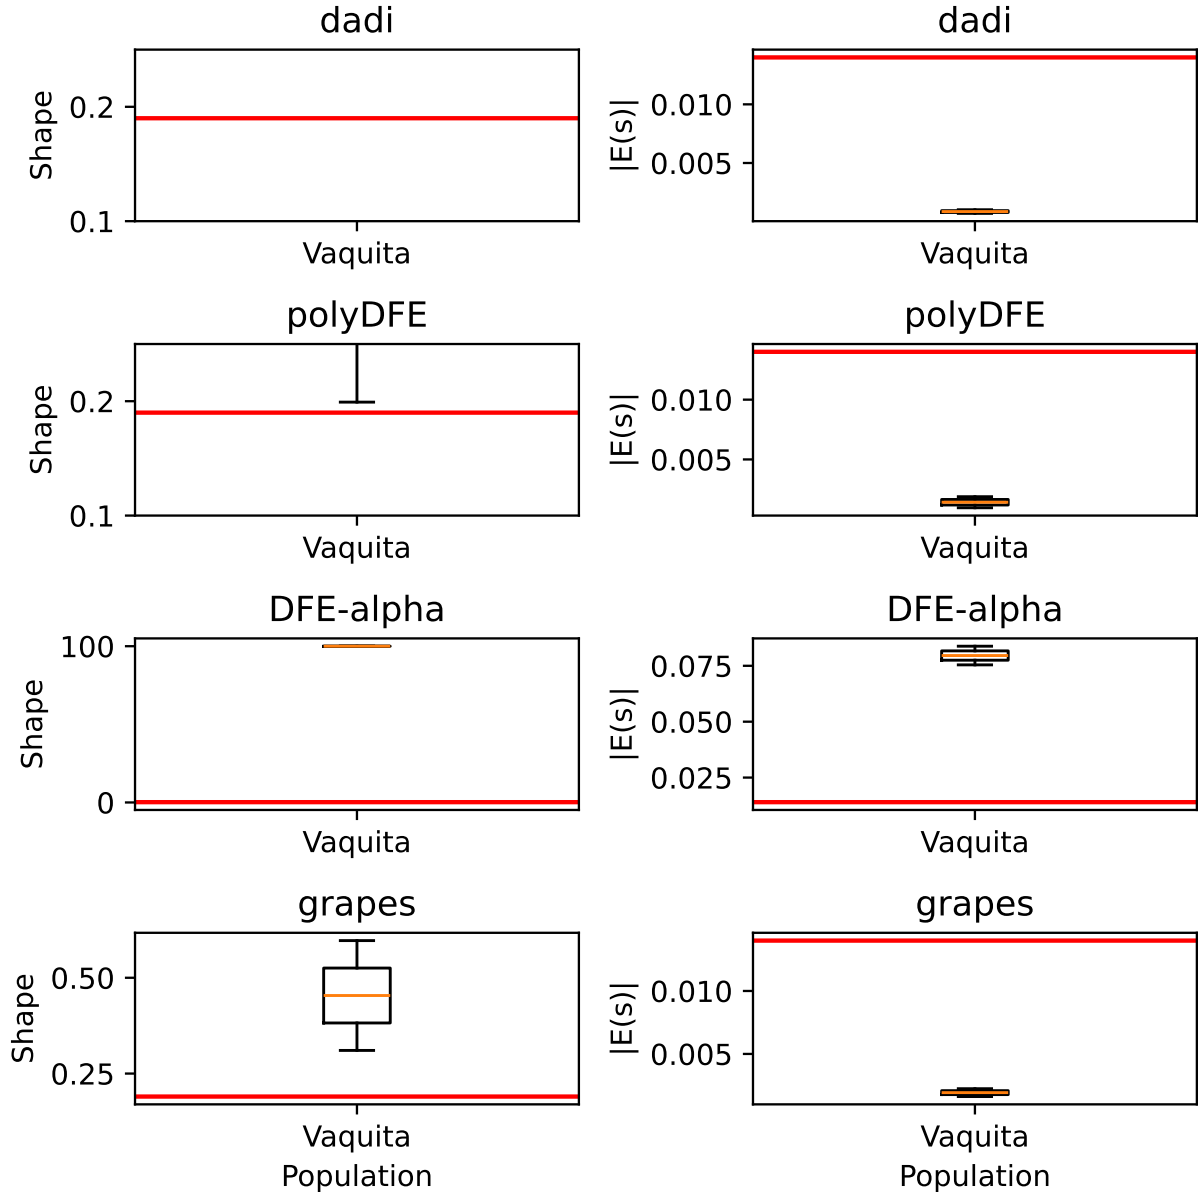 dadi
Shape
0.2
0.1
Vaquita
dadi
|E(s)|
0.010
0.005
Vaquita
polyDFE
Shape
0.2
0.1
Vaquita
polyDFE
|E(s)|
0.010
0.005
Vaquita
DFE-alpha
Shape
100
0
Vaquita
DFE-alpha
|E(s)|
0.075
0.050
0.025
Vaquita
grapes
Shape
0.50
0.25
Vaquita
Population
grapes
|E(s)|
0.010
0.005
Vaquita
Population